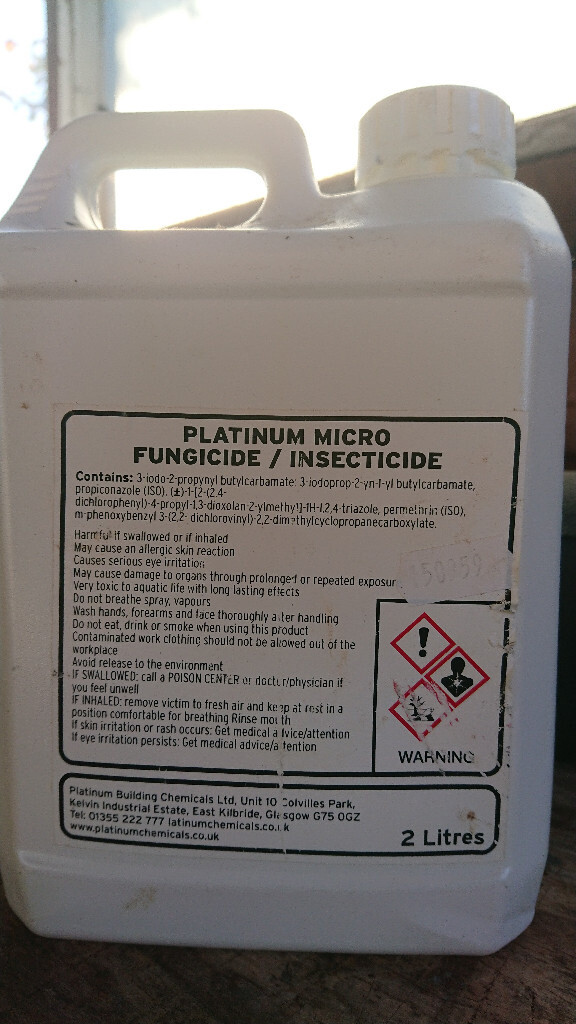 PLATINUM MICRO
FUNGICIDE / INSECTICIDE
Contains: 3-iodo-2-propynyl butylcarbamate: 3-iodoprop-2-yn-1-yl butylcarbamate,
propiconazole (ISO), (±)-1-[2-(2,4-
dichlorophenyl)-4-propyl-1,3-dioxolan-2-ylmethyl]-1H-1,2,4-triazole, permethrin (ISO),
m-phenoxybenzyl 3-(2,2- dichlorovinyl)-2,2-dimethylcyclopropanecarboxylate.
Harmful if swallowed or if inhaled
May cause an allergic skin reaction
Causes serious eye irritation
May cause damage to organs through prolonged or repeated exposur
Very toxic to aquatic life with long lasting effects
Do not breathe spray, vapours
Wash hands, forearms and face thoroughly after handling
Do not eat, drink or smoke when using this product
Contaminated work clothing should not be allowed out of the
workplace
Avoid release to the environment
IF SWALLOWED: call a POISON CENTER or doctor/physician if
you feel unwell
IF INHALED: remove victim to fresh air and keep at rest in a
position comfortable for breathing Rinse mouth
If skin irritation or rash occurs: Get medical advice/attention
If eye irritation persists: Get medical advice/attention
WARNING
Platinum Building Chemicals Ltd, Unit 10 Colvilles Park,
Kelvin Industrial Estate, East Kilbride, Glasgow G75 0GZ
Tel: 01355 222 777 latinumchemicals.co.uk
www.platinumchemicals.co.uk
2 Litres